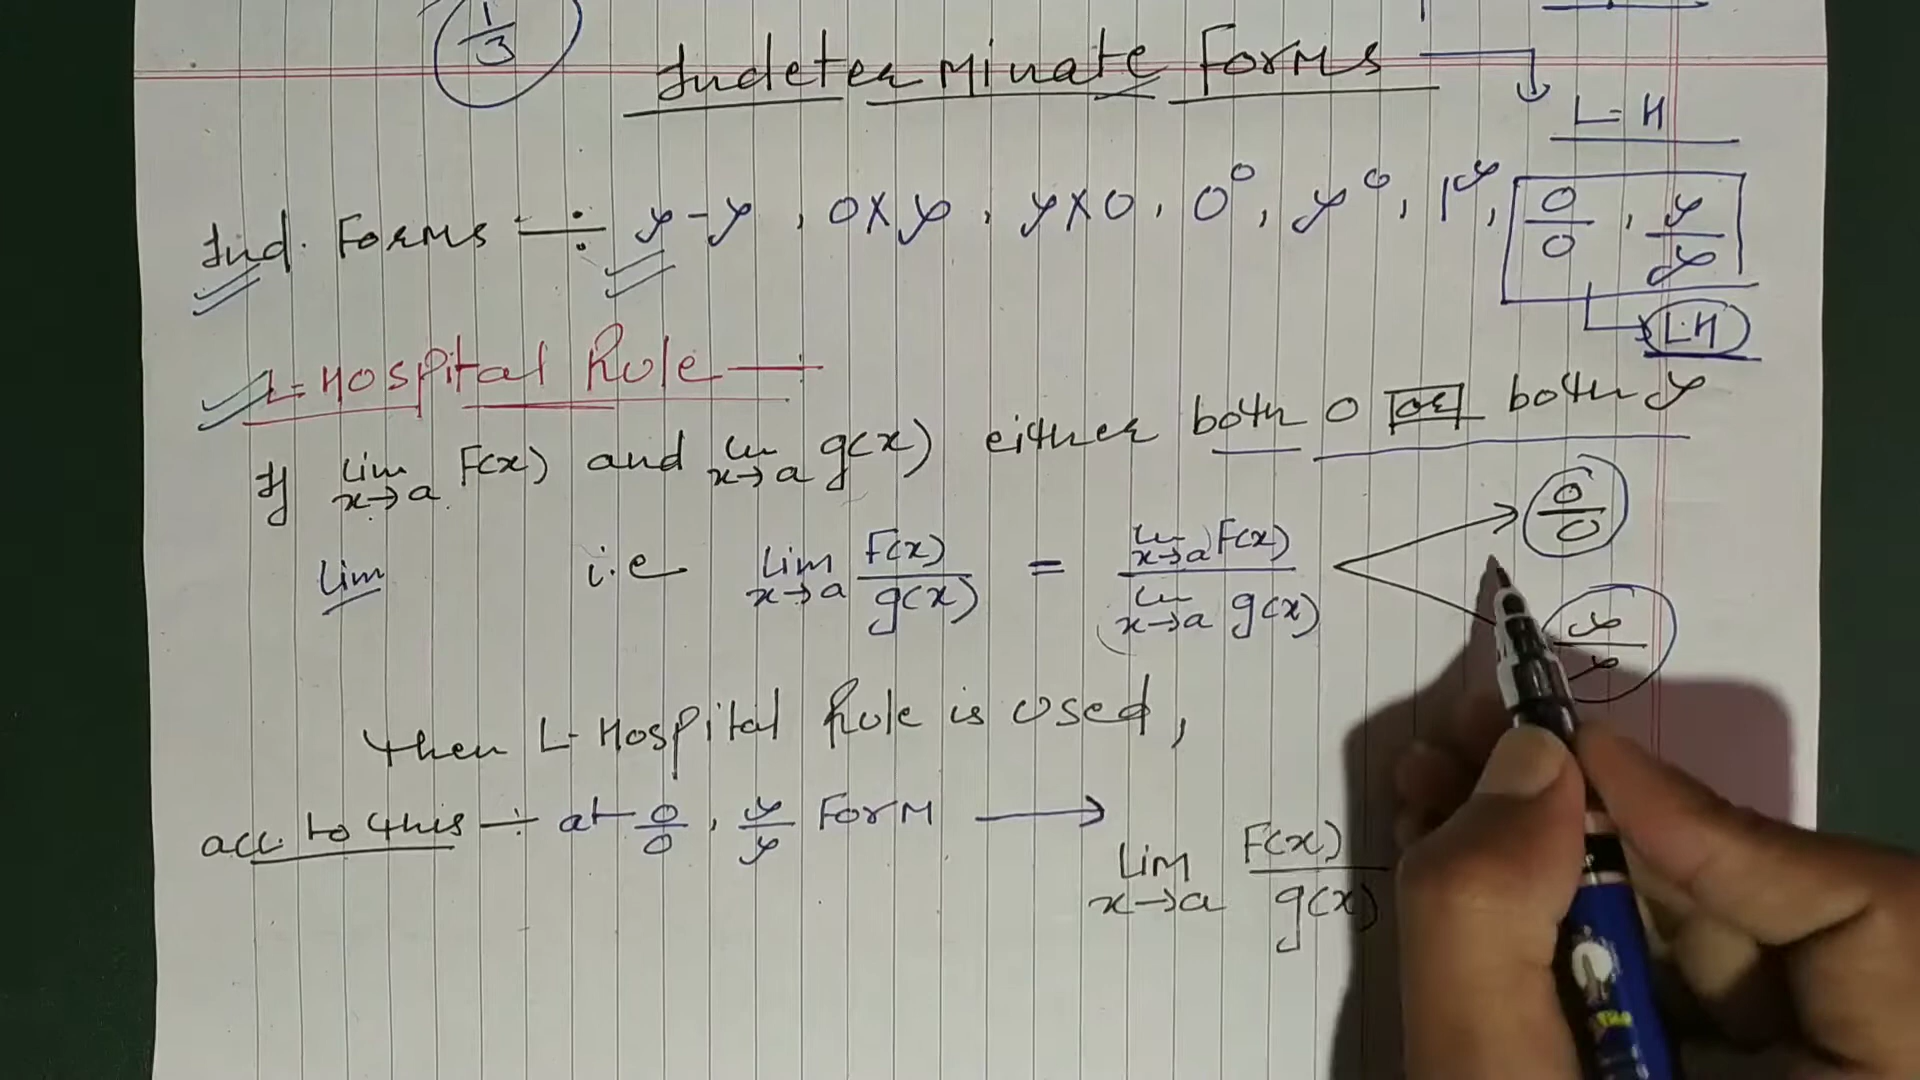 1/3
Indeterminate Forms
L-H
Ind. Forms ÷ ∞-∞, 0×∞, ∞×0, 0^0, ∞^0, 1^∞, 0/0, ∞/∞
L.H
L-Hospital Rule
If lim x→a F(x) and lim x→a g(x) either both 0 or both ∞
lim i.e lim x→a F(x)/g(x) = lim x→a F(x) / lim x→a g(x) 0/0
∞/∞
then L-Hospital Rule is used,
acc. to this ÷ at 0/0, ∞/∞ Form →
lim x→a F(x)/g(x)